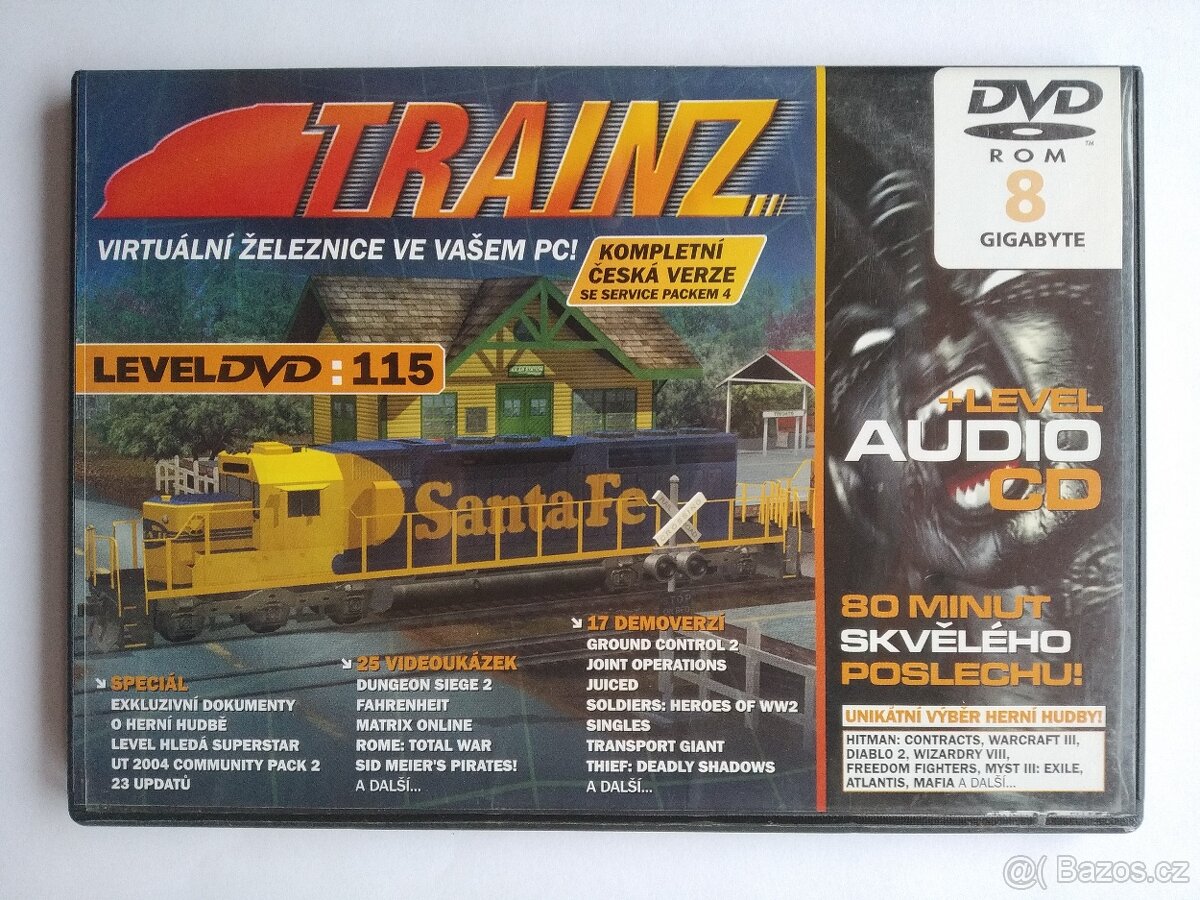 TRAINZ
VIRTUÁLNÍ ŽELEZNICE VE VAŠEM PC!
KOMPLETNÍ
ČESKÁ VERZE
SE SERVICE PACKEM 4
LEVELDVD:115
Santa Fe
SPECIÁL
EXKLUZIVNÍ DOKUMENTY
O HERNÍ HUDBĚ
LEVEL HLEDÁ SUPERSTAR
UT 2004 COMMUNITY PACK 2
23 UPDATŮ
25 VIDEOUKÁZEK
DUNGEON SIEGE 2
FAHRENHEIT
MATRIX ONLINE
ROME: TOTAL WAR
SID MEIER'S PIRATES!
A DALŠÍ...
17 DEMOVERZÍ
GROUND CONTROL 2
JOINT OPERATIONS
JUICED
SOLDIERS: HEROES OF WW2
SINGLES
TRANSPORT GIANT
THIEF: DEADLY SHADOWS
A DALŠÍ...
DVD
™
ROM
8
GIGABYTE
+LEVEL
AUDIO
CD
80 MINUT
SKVĚLÉHO
POSLECHU!
UNIKÁTNÍ VÝBĚR HERNÍ HUDBY!
HITMAN: CONTRACTS, WARCRAFT III,
DIABLO 2, WIZARDRY VIII,
FREEDOM FIGHTERS, MYST III: EXILE,
ATLANTIS, MAFIA A DALŠÍ...
@( Bazos.cz